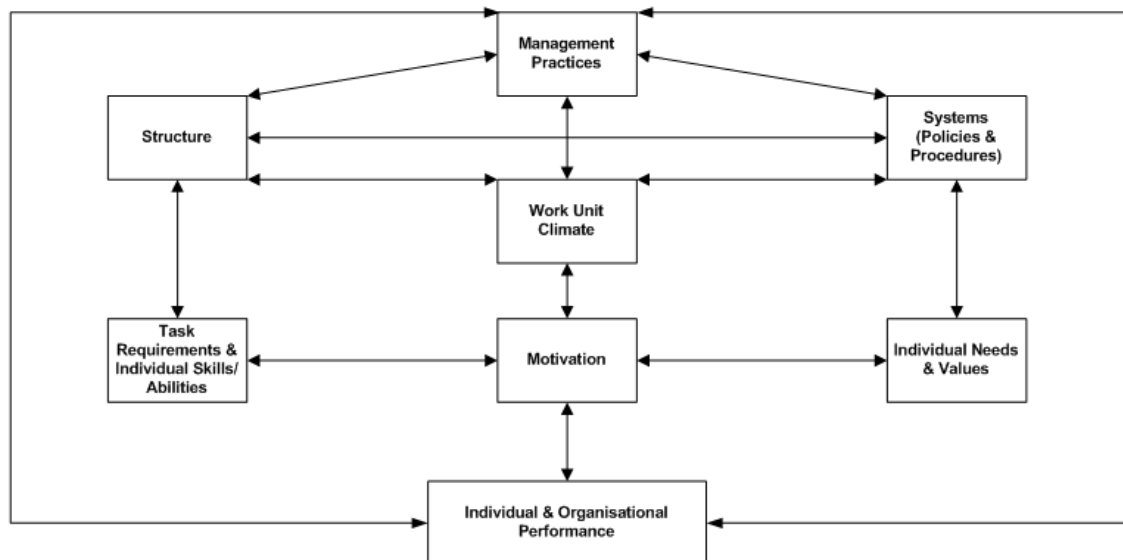 Management
Practices
Structure
Systems
(Policies &
Procedures)
Work Unit
Climate
Task
Requirements &
Individual Skills/
Abilities
Motivation
Individual Needs
& Values
Individual & Organisational
Performance